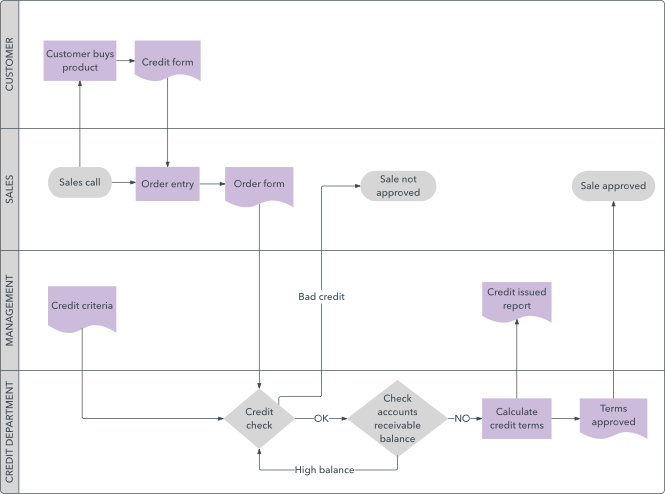 CUSTOMER
Customer buys
product
Credit form
SALES
Sales call
Order entry
Order form
Sale not
approved
Sale approved
MANAGEMENT
Credit criteria
Bad credit
Credit issued
report
CREDIT DEPARTMENT
Credit
check
OK
Check
accounts
receivable
balance
NO
Calculate
credit terms
Terms
approved
High balance